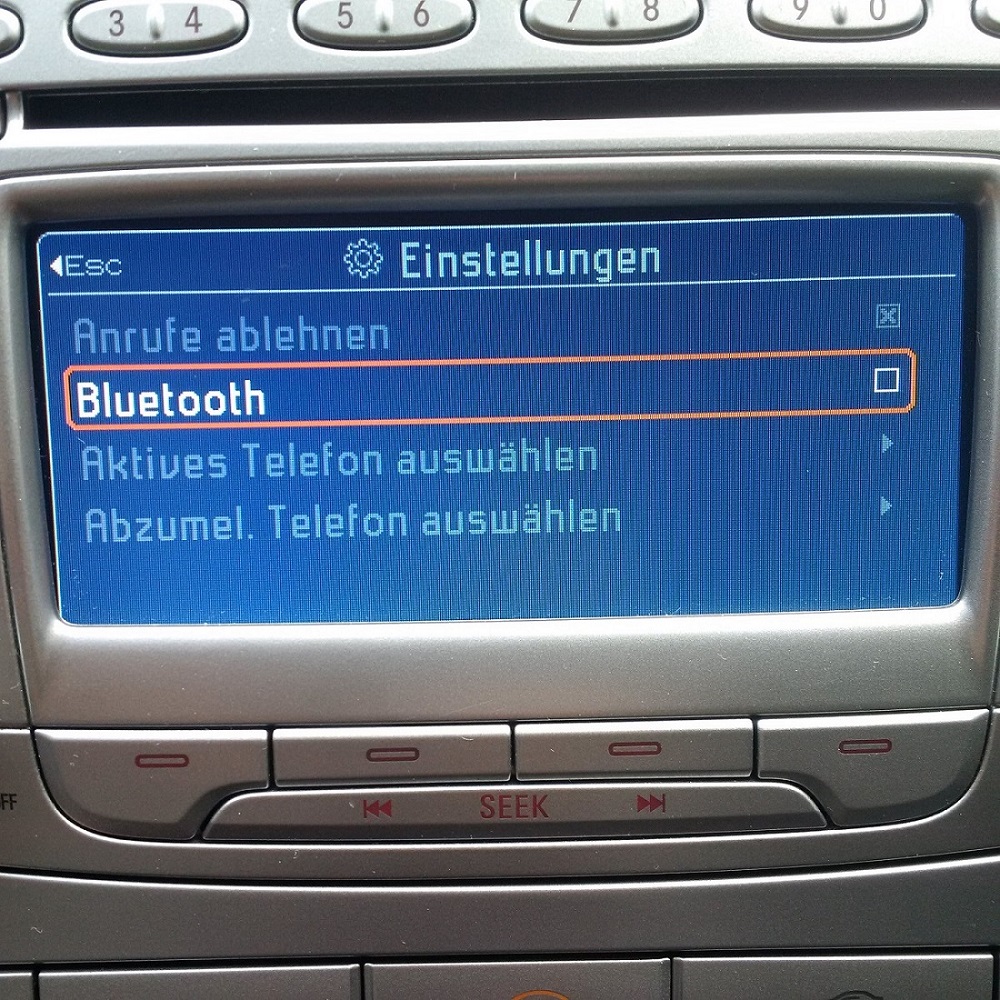 3 4 5 6 7 8 9 0
Esc Einstellungen
Anrufe ablehnen
Bluetooth
Aktives Telefon auswählen
Abzumel. Telefon auswählen
SEEK